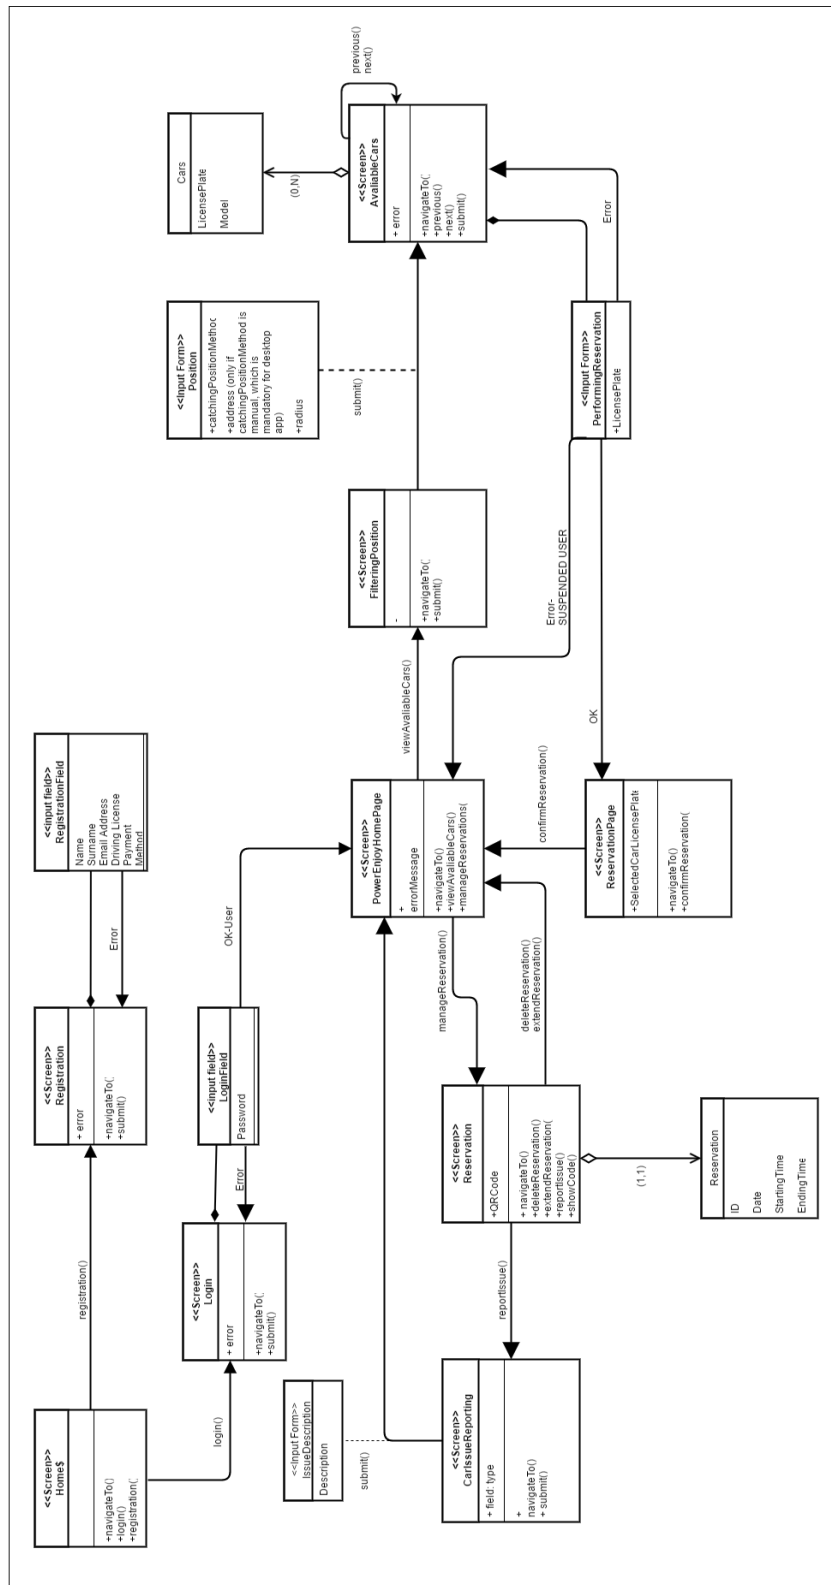 <<Screen>>
Home$
+navigateTo()
+login()
+registration(;
registration()
login()
<<Screen>>
Registration
+ error
+navigateTo(;
+submit()
Error
<<input field>>
RegistrationField
Name
Surname
Email Address
Driving License
Payment
Method
<<Screen>>
Login
+ error
+navigateTo(;
+submit()
Error
<<input field>>
LoginField
Password
OK-User
<<Input Form>>
IssueDescription
Description
submit()
<<Screen>>
CarIssueReporting
+ field: type
+
navigateTo()
+ submit()
reportIssue()
<<Screen>>
Reservation
+QRCode
+ navigateTo()
+deleteReservation()
+extendReservation(
+reportIssue()
+showCode()
manageReservation()
deleteReservation()
extendReservation()
(1,1)
Reservation
ID
Date
StartingTime
EndingTime
<<Screen>>
PowerEnjoyHomePage
+
errorMessage
+navigateTo()
+viewAvaliableCars()
+manageReservations(
viewAvaliableCars()
confirmReservation()
<<Screen>>
ReservationPage
+SelectedCarLicensePlate
+navigateTo()
+confirmReservation(
OK
Error-
SUSPENDED USER
<<Screen>>
FilteringPosition
-
+navigateTo(;
+submit()
submit()
<<Input Form>>
Position
+catchingPositionMethod
+address (only if
catchingPositionMethod is
manual, which is
mandatory for desktop
app)
+radius
<<Input Form>>
PerformingReservation
+LicensePlate
Error
<<Screen>>
AvaliableCars
+ error
+navigateTo(;
+previous()
+next()
+submit()
previous()
next()
(0,N)
Cars
LicensePlate
Model